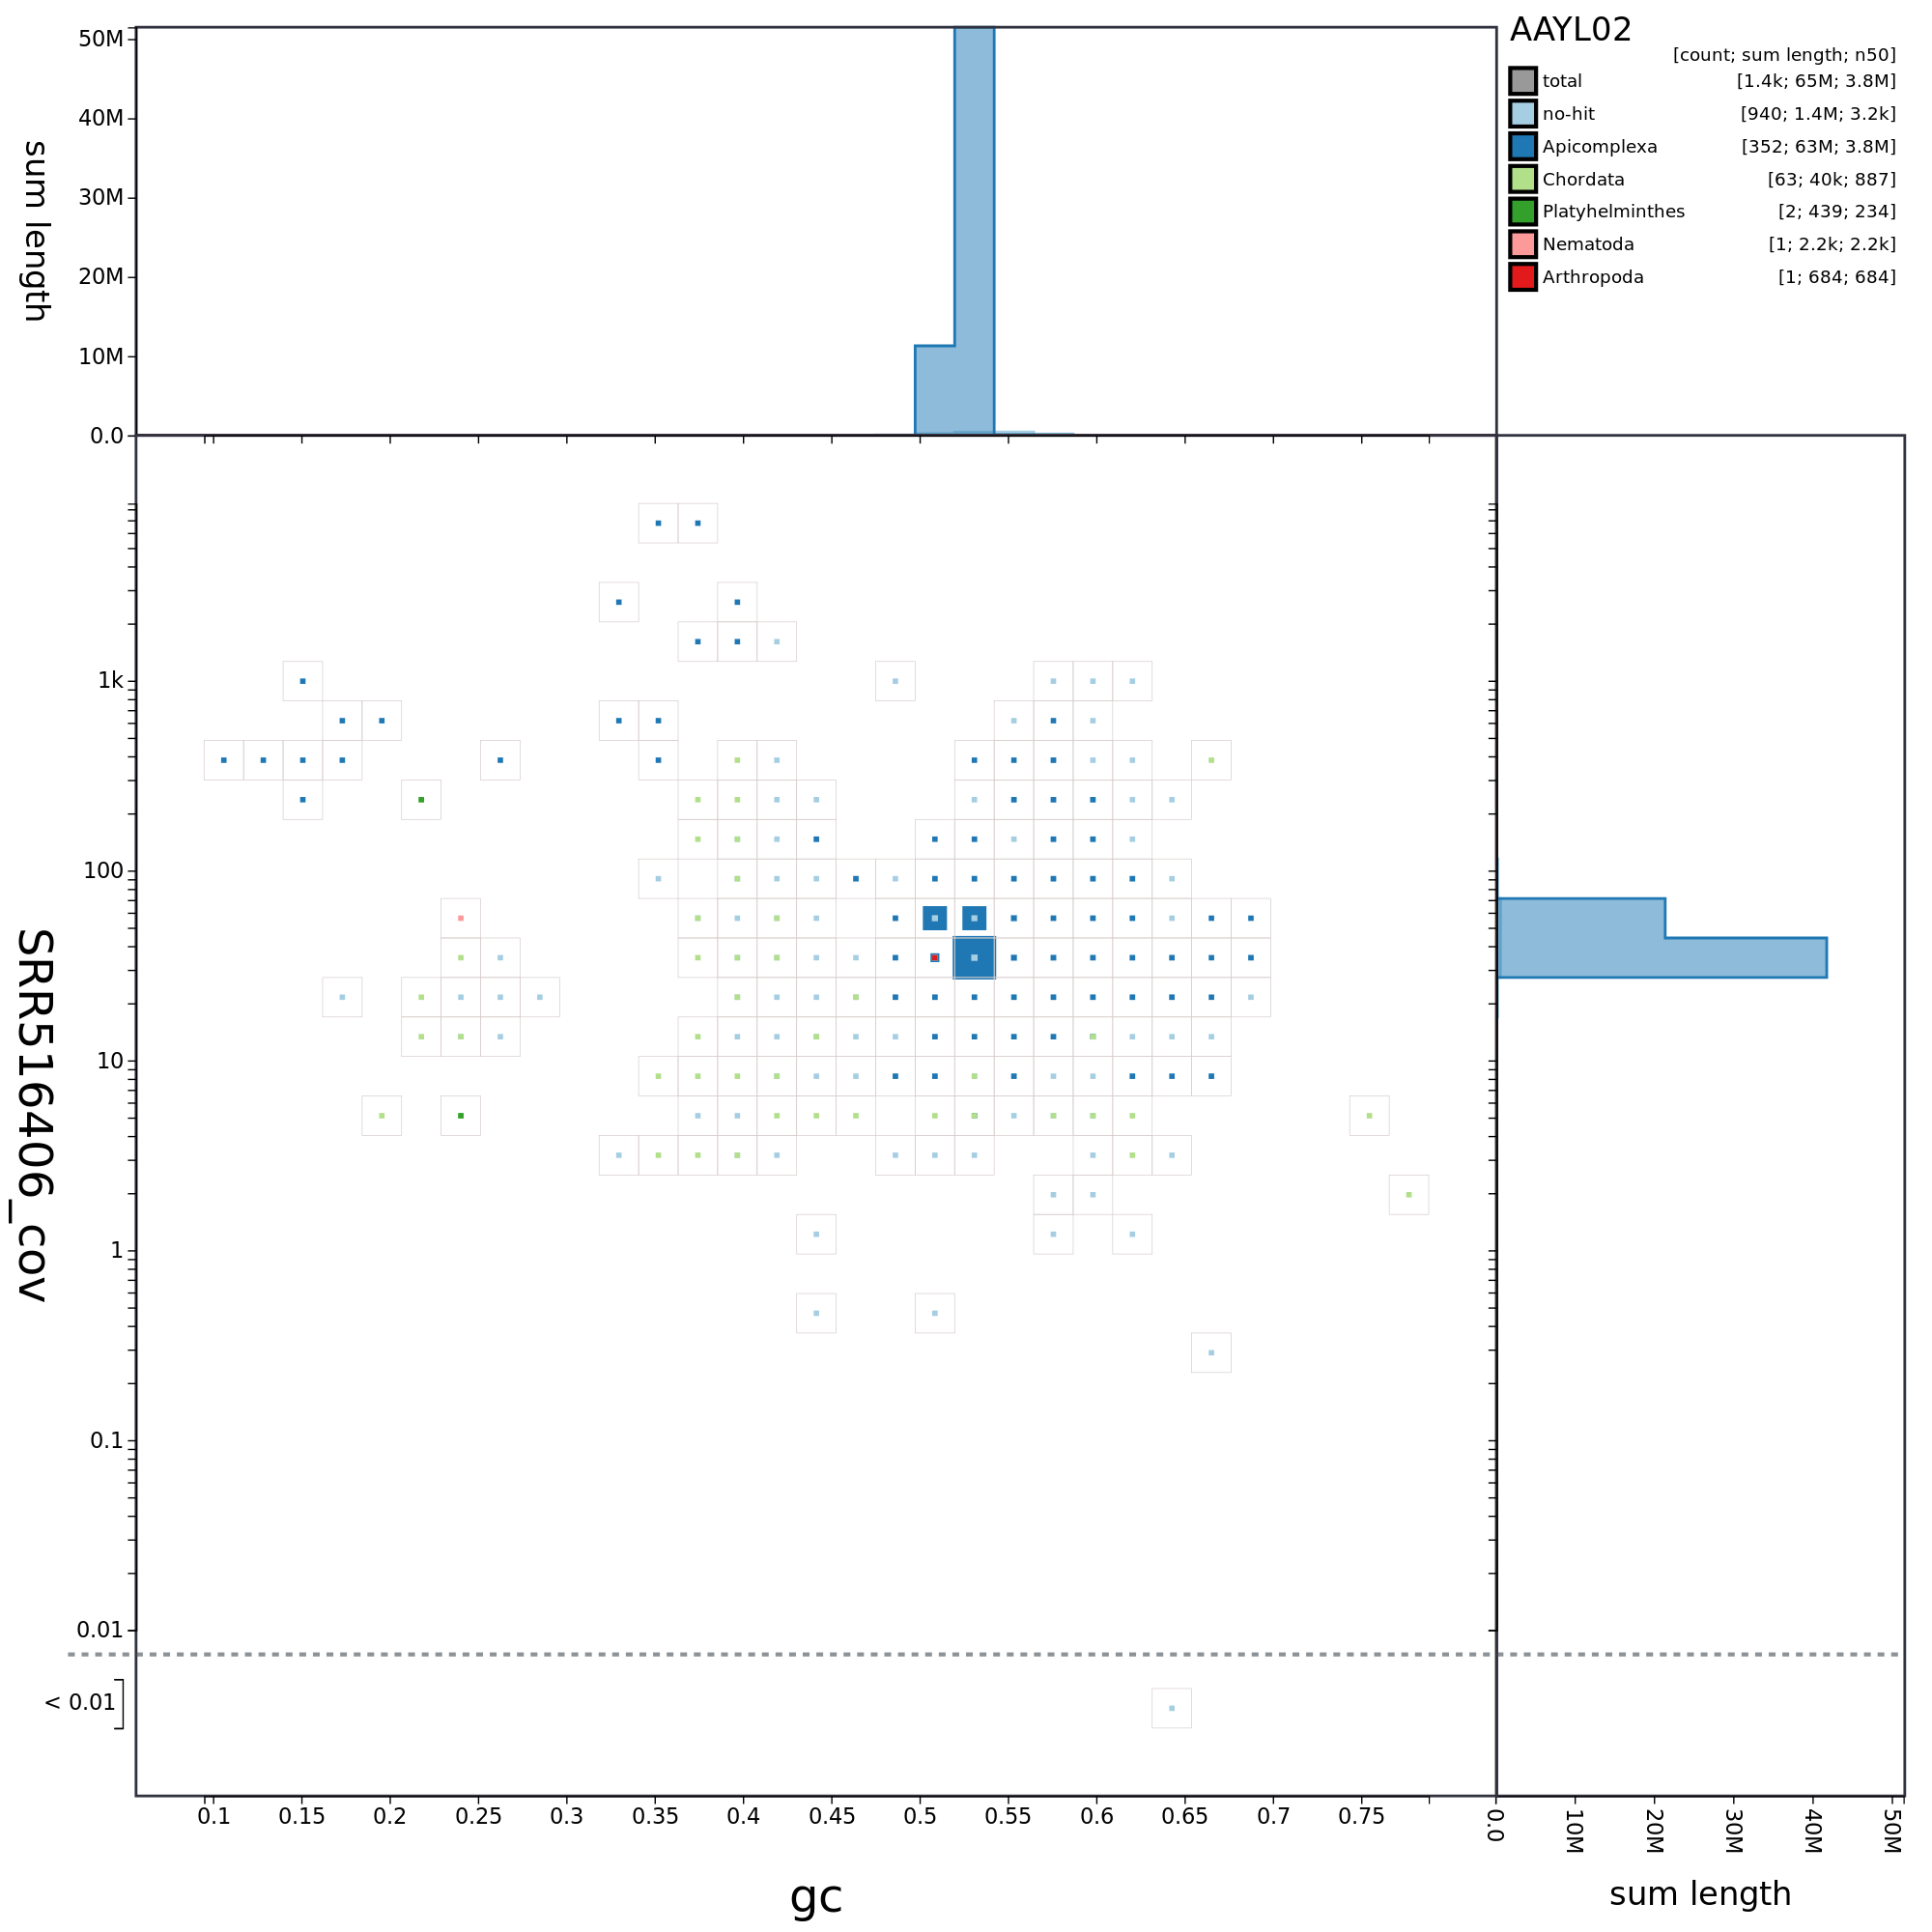 AAYL02
[count; sum length; n50]
total [1.4k; 65M; 3.8M]
no-hit [940; 1.4M; 3.2k]
Apicomplexa [352; 63M; 3.8M]
Chordata [63; 40k; 887]
Platyhelminthes [2; 439; 234]
Nematoda [1; 2.2k; 2.2k]
Arthropoda [1; 684; 684]
sum length
50M
40M
30M
20M
10M
0.0
SRR516406_cov
1k
100
10
1
0.1
0.01
< 0.01
0.1 0.15 0.2 0.25 0.3 0.35 0.4 0.45 0.5 0.55 0.6 0.65 0.7 0.75
gc
0.0 10M 20M 30M 40M 50M
sum length